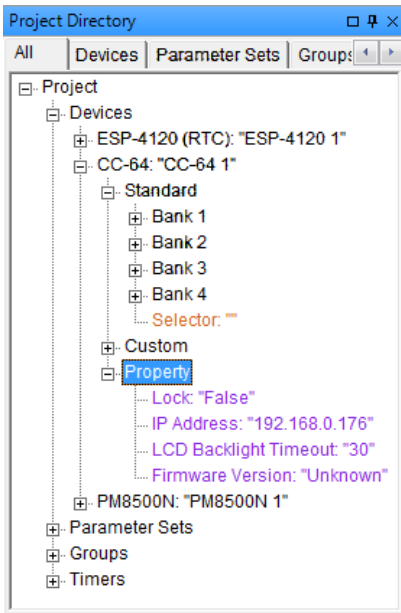 Project Directory
All Devices Parameter Sets Groups
Project
Devices
ESP-4120 (RTC): "ESP-4120 1"
CC-64: "CC-64 1"
Standard
Bank 1
Bank 2
Bank 3
Bank 4
Selector: ""
Custom
Property
Lock: "False"
IP Address: "192.168.0.176"
LCD Backlight Timeout: "30"
Firmware Version: "Unknown"
PM8500N: "PM8500N 1"
Parameter Sets
Groups
Timers